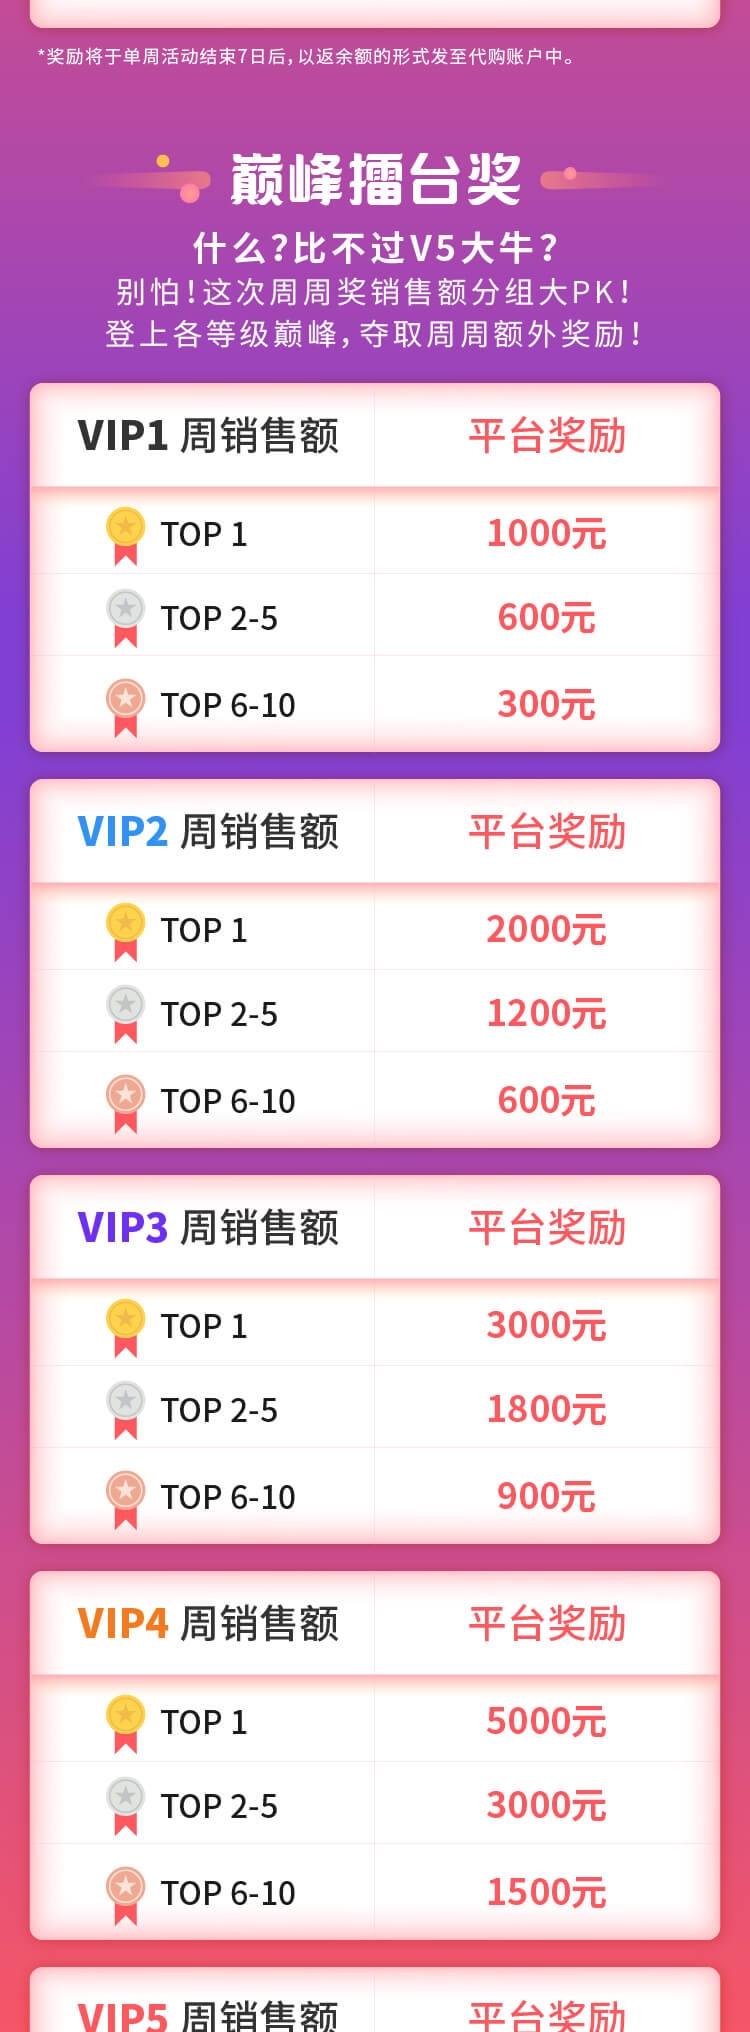 *奖励将于单周活动结束7日后，以返余额的形式发至代购账户中。
巅峰擂台奖
什么？比不过V5大牛？
别怕！这次周周奖销售额分组大PK！
登上各等级巅峰，夺取周周额外奖励！
VIP1 周销售额 平台奖励
TOP 1 1000元
TOP 2-5 600元
TOP 6-10 300元
VIP2 周销售额 平台奖励
TOP 1 2000元
TOP 2-5 1200元
TOP 6-10 600元
VIP3 周销售额 平台奖励
TOP 1 3000元
TOP 2-5 1800元
TOP 6-10 900元
VIP4 周销售额 平台奖励
TOP 1 5000元
TOP 2-5 3000元
TOP 6-10 1500元
VIP5 周销售额 平台奖励